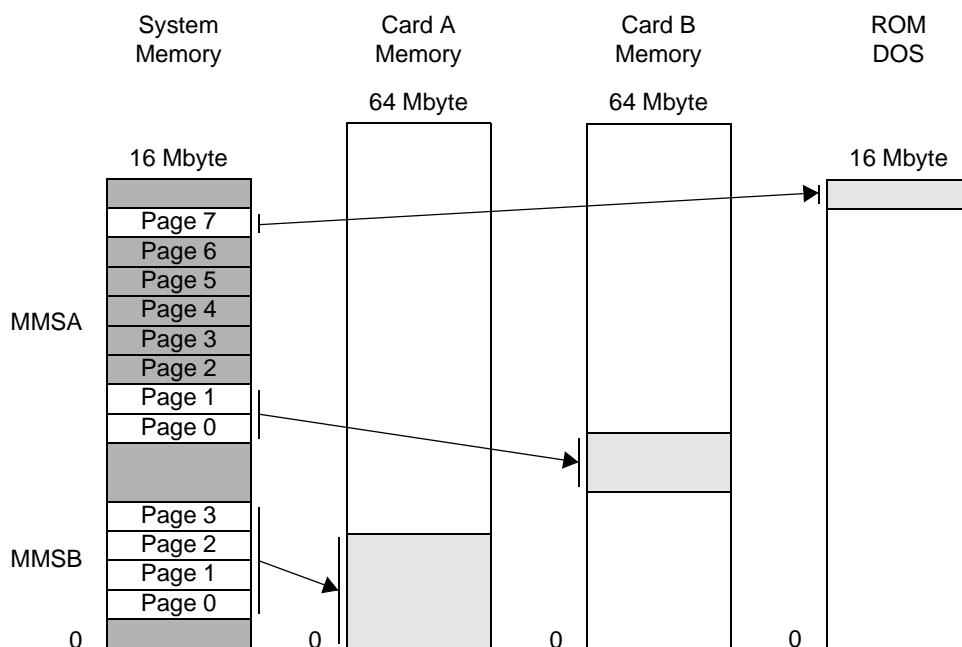 System Memory
Card A Memory
Card B Memory
ROM DOS
64 Mbyte
64 Mbyte
16 Mbyte
16 Mbyte
Page 7
Page 6
Page 5
Page 4
MMSA
Page 3
Page 2
Page 1
Page 0
Page 3
Page 2
MMSB
Page 1
Page 0
0
0
0
0